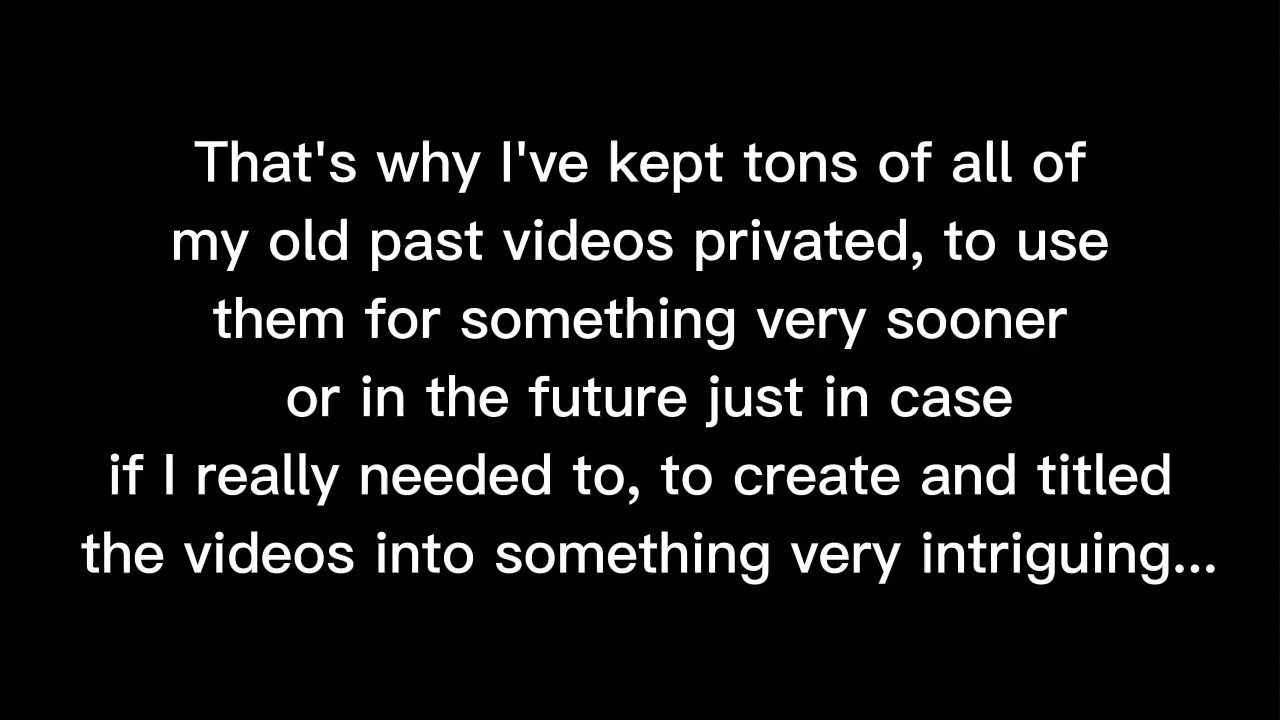 That's why I've kept tons of all of
my old past videos privated, to use
them for something very sooner
or in the future just in case
if I really needed to, to create and titled
the videos into something very intriguing...